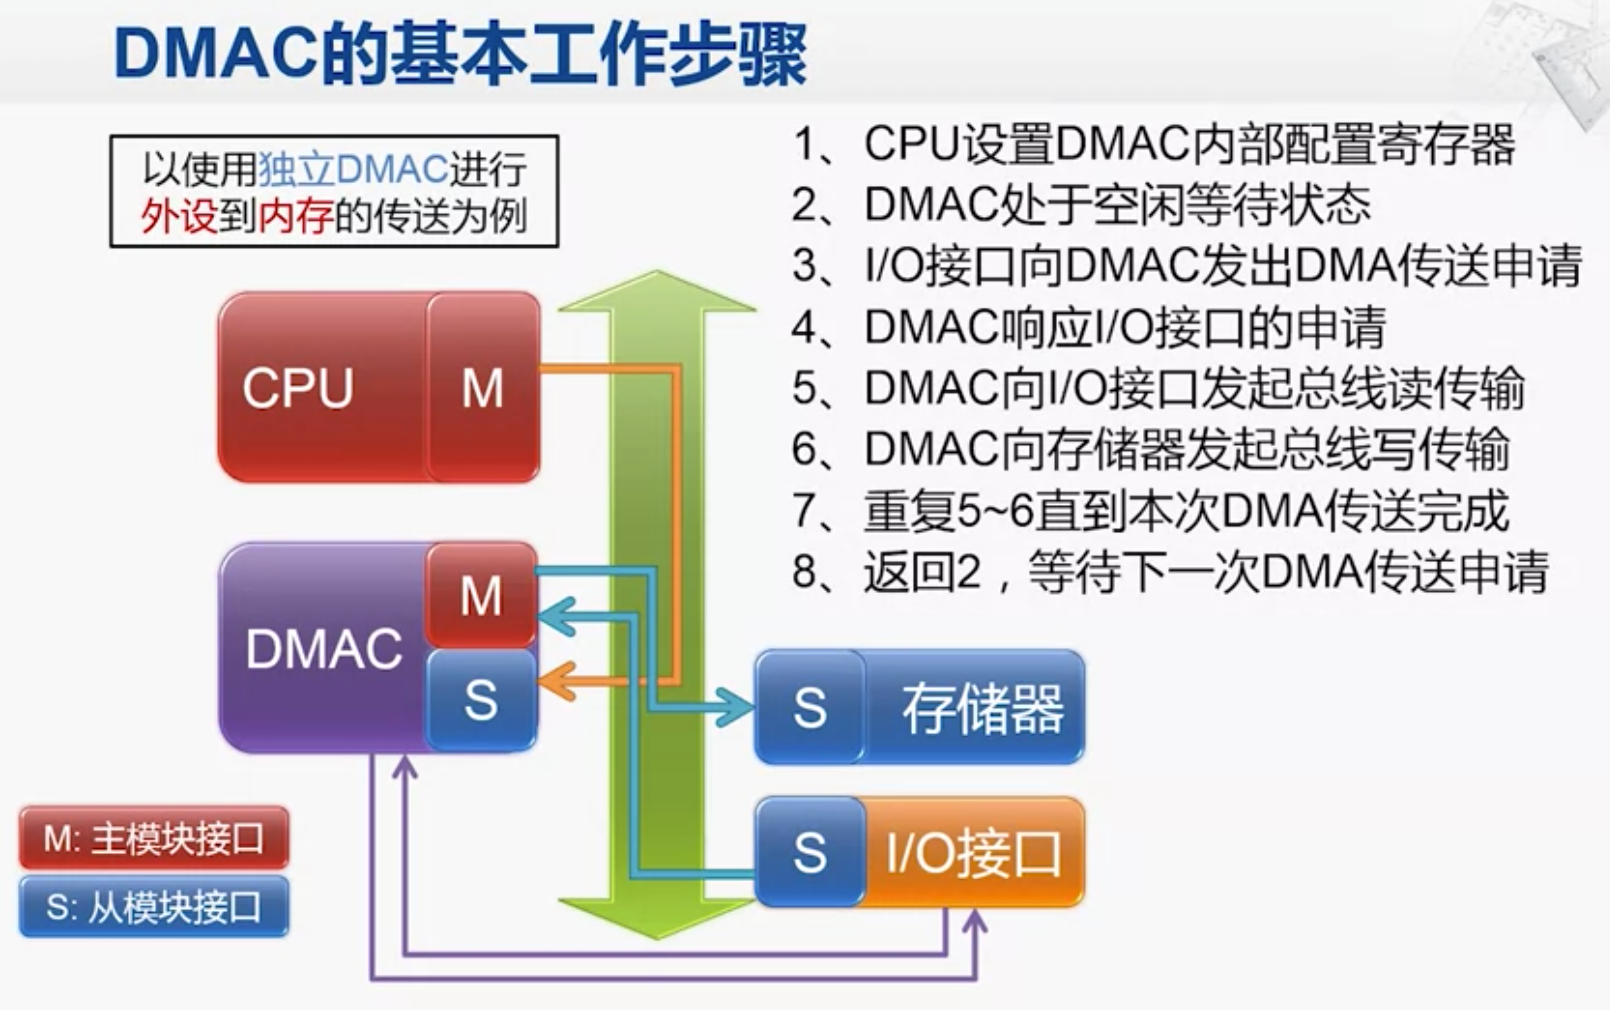 DMAC的基本工作步骤
以使用独立DMAC进行
外设到内存的传送为例
1、CPU设置DMAC内部配置寄存器
2、DMAC处于空闲等待状态
3、I/O接口向DMAC发出DMA传送申请
4、DMAC响应I/O接口的申请
5、DMAC向I/O接口发起总线读传输
6、DMAC向存储器发起总线写传输
7、重复5~6直到本次DMA传送完成
8、返回2，等待下一次DMA传送申请
CPU M
DMAC
M
S
S 存储器
S I/O接口
M: 主模块接口
S: 从模块接口